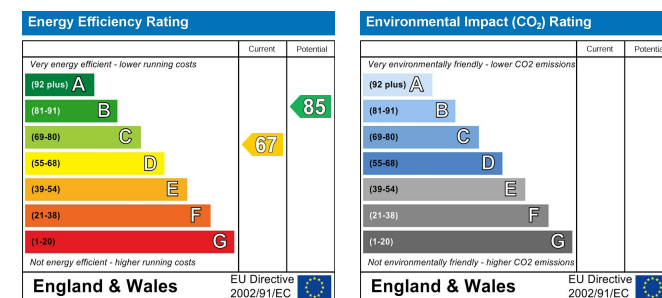 Energy Efficiency Rating
Current Potential
Very energy efficient - lower running costs
(92 plus) A
(81-91) B
85
(69-80) C
67
(55-68) D
(39-54) E
(21-38) F
(1-20) G
Not energy efficient - higher running costs
England & Wales
EU Directive
2002/91/EC
Environmental Impact (CO₂) Rating
Current Potentia
Very environmentally friendly - lower CO2 emissions
(92 plus) A
(81-91) B
(69-80) C
(55-68) D
(39-54) E
(21-38) F
(1-20) G
Not environmentally friendly - higher CO2 emissions
England & Wales
EU Directive
2002/91/EC